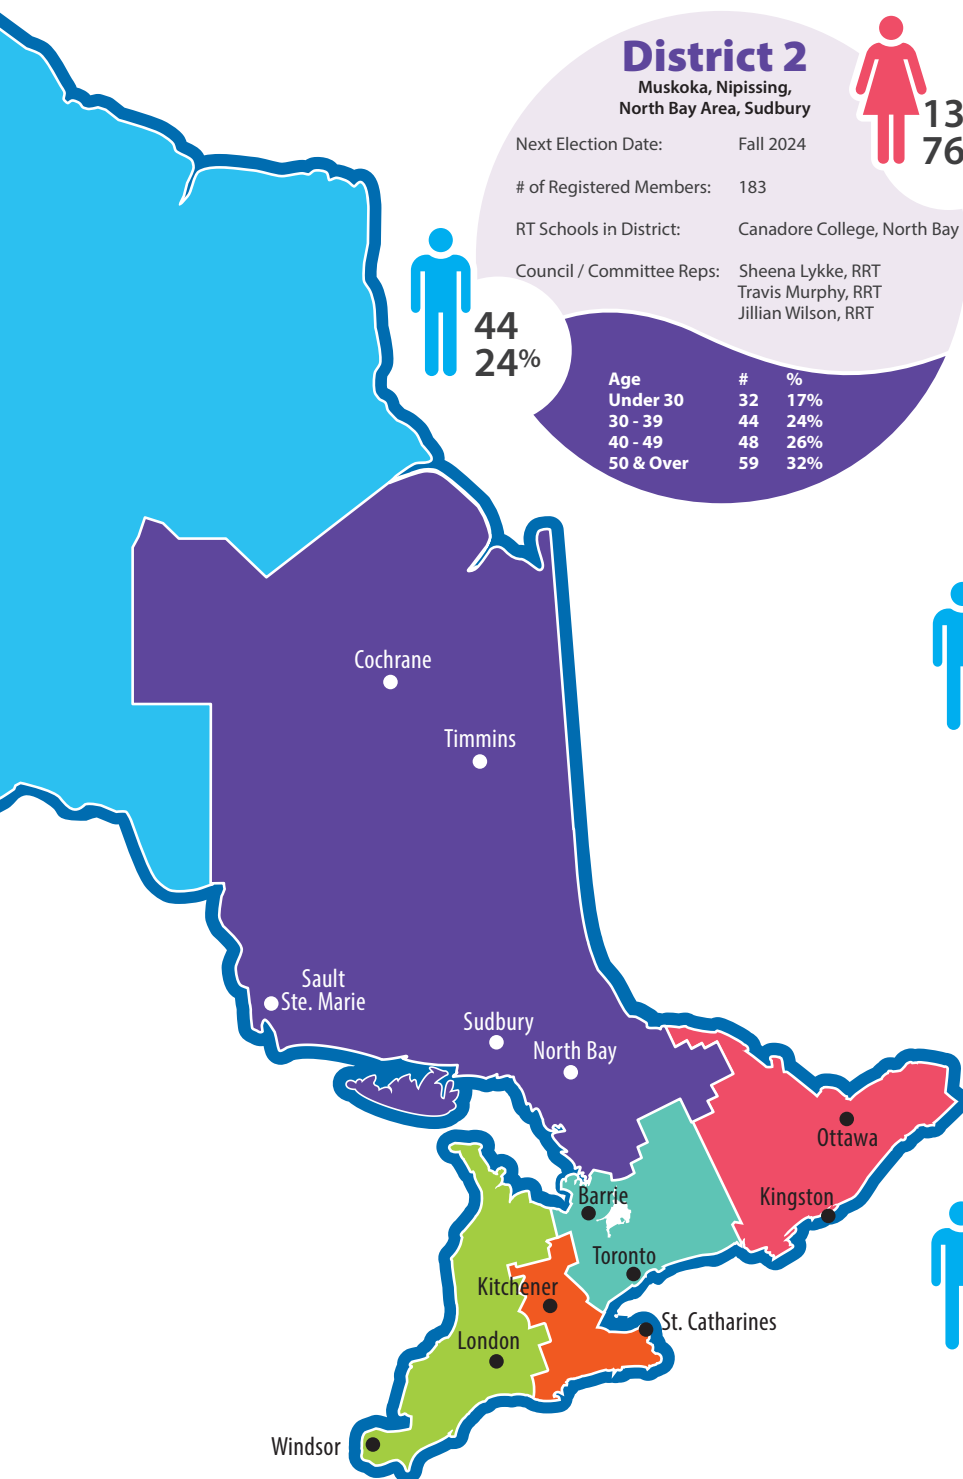 District 2
Muskoka, Nipissing,
North Bay Area, Sudbury
Next Election Date: Fall 2024
# of Registered Members: 183
RT Schools in District: Canadore College, North Bay
Council / Committee Reps: Sheena Lykke, RRT
Travis Murphy, RRT
Jillian Wilson, RRT
13
76
44
24%
Age # %
Under 30 32 17%
30 - 39 44 24%
40 - 49 48 26%
50 & Over 59 32%
Cochrane
Timmins
Sault
Ste. Marie
Sudbury
North Bay
Ottawa
Kingston
Barrie
Toronto
Kitchener
St. Catharines
London
Windsor